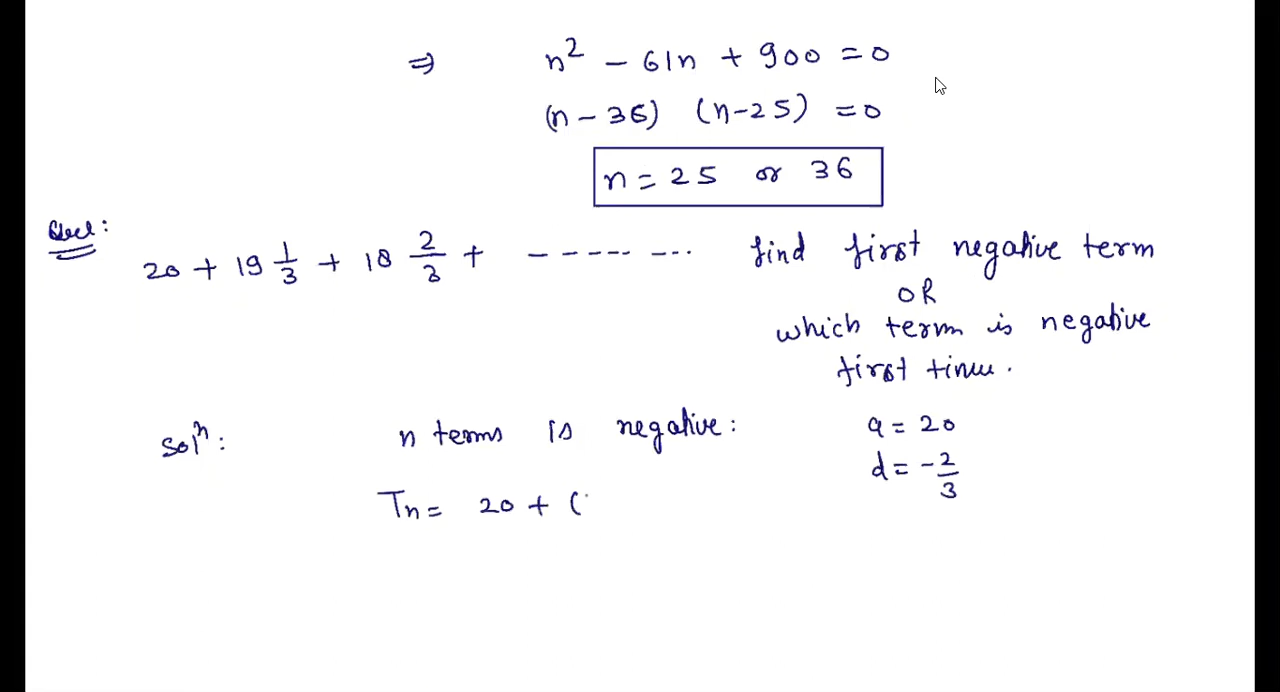 ⇒ n² - 61n + 900 = 0
(n - 36) (n - 25) = 0
n = 25 or 36
20 + 19 1/3 + 18 2/3 + - - - - - - - - ... find first negative term
OR
which term is negative
first time.
Solⁿ: n terms is negative: a = 20
d = -2/3
Tn = 20 + (